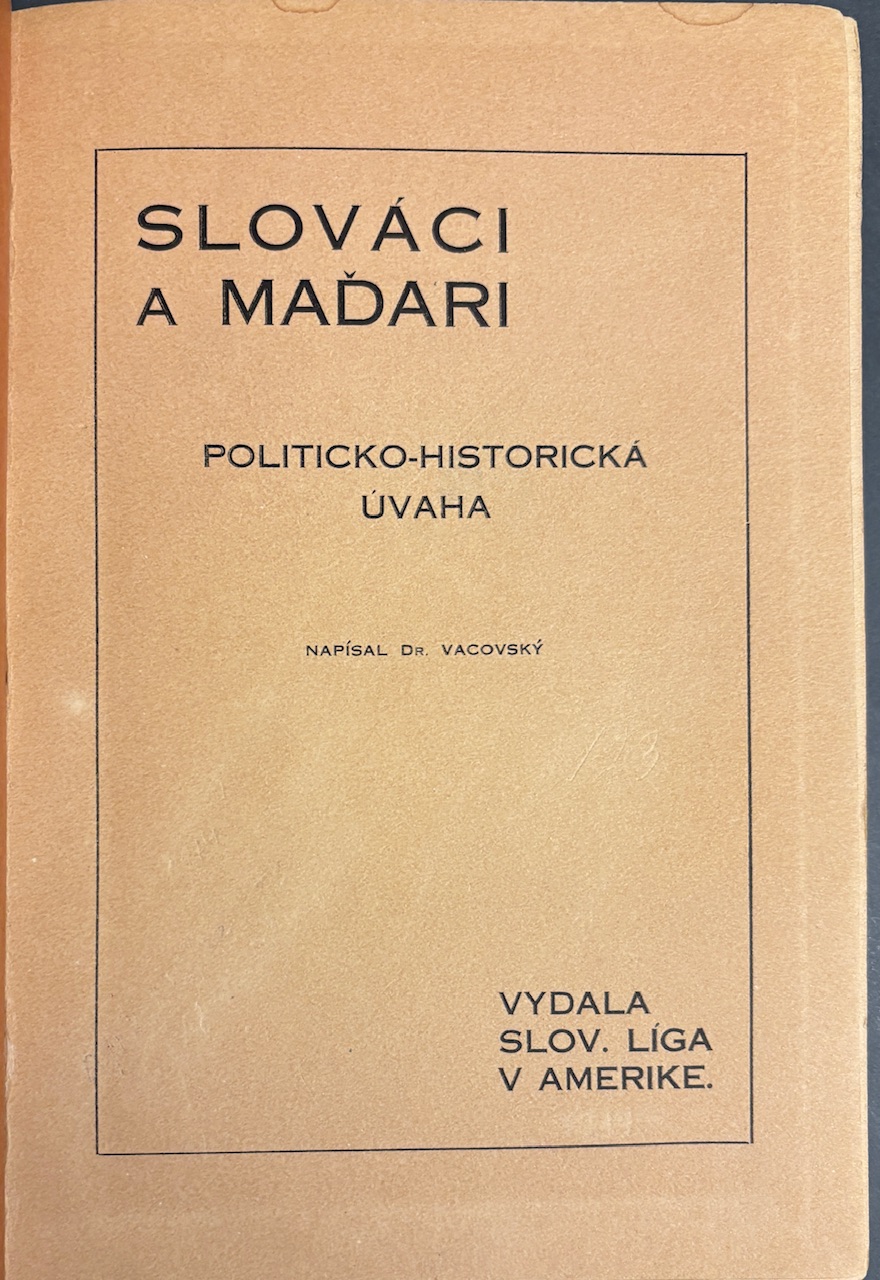 SLOVÁCI
A MAĎARI
POLITICKO-HISTORICKÁ
ÚVAHA
NAPÍSAL DR. VACOVSKÝ
VYDALA
SLOV. LÍGA
V AMERIKE.